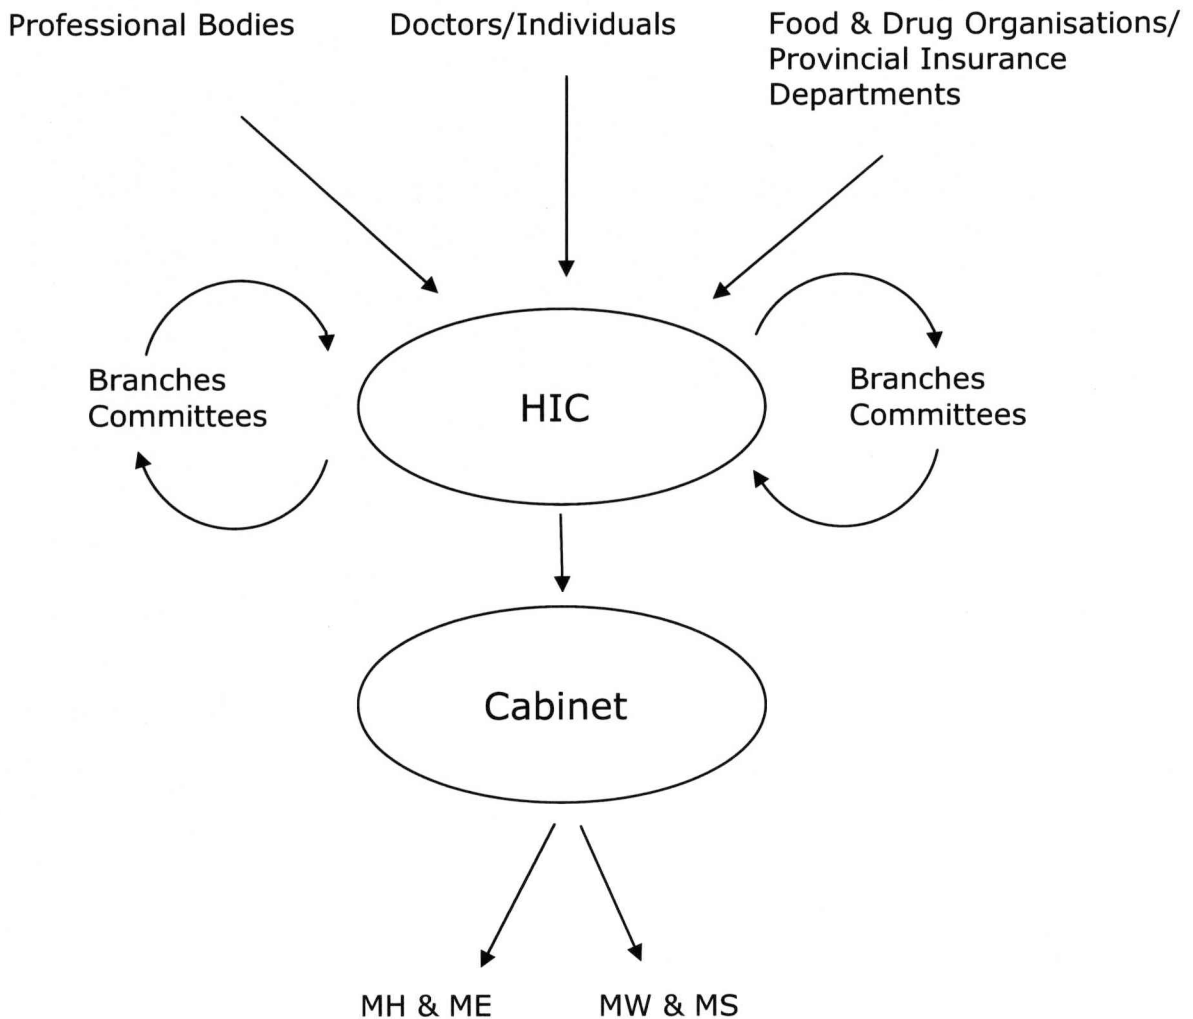 Professional Bodies
Doctors/Individuals
Food & Drug Organisations/
Provincial Insurance
Departments
Branches
Committees
HIC
Branches
Committees
Cabinet
MH & ME
MW & MS